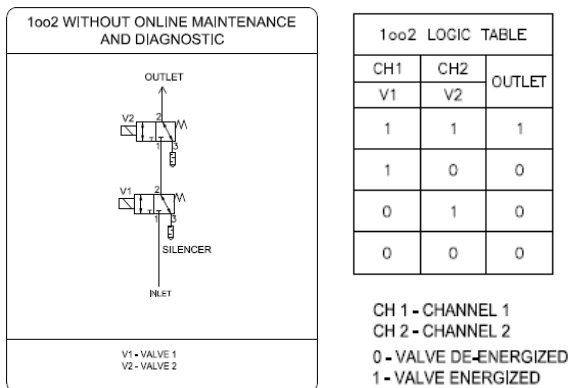 1oo2 WITHOUT ONLINE MAINTENANCE
AND DIAGNOSTIC
OUTLET
V2
2
1
3
V1
2
1
3
SILENCER
INLET
V1 - VALVE 1
V2 - VALVE 2
1oo2 LOGIC TABLE
CH1 CH2 OUTLET
V1 V2
1 1 1
1 0 0
0 1 0
0 0 0
CH 1 - CHANNEL 1
CH 2 - CHANNEL 2
0 - VALVE DE-ENERGIZED
1 - VALVE ENERGIZED